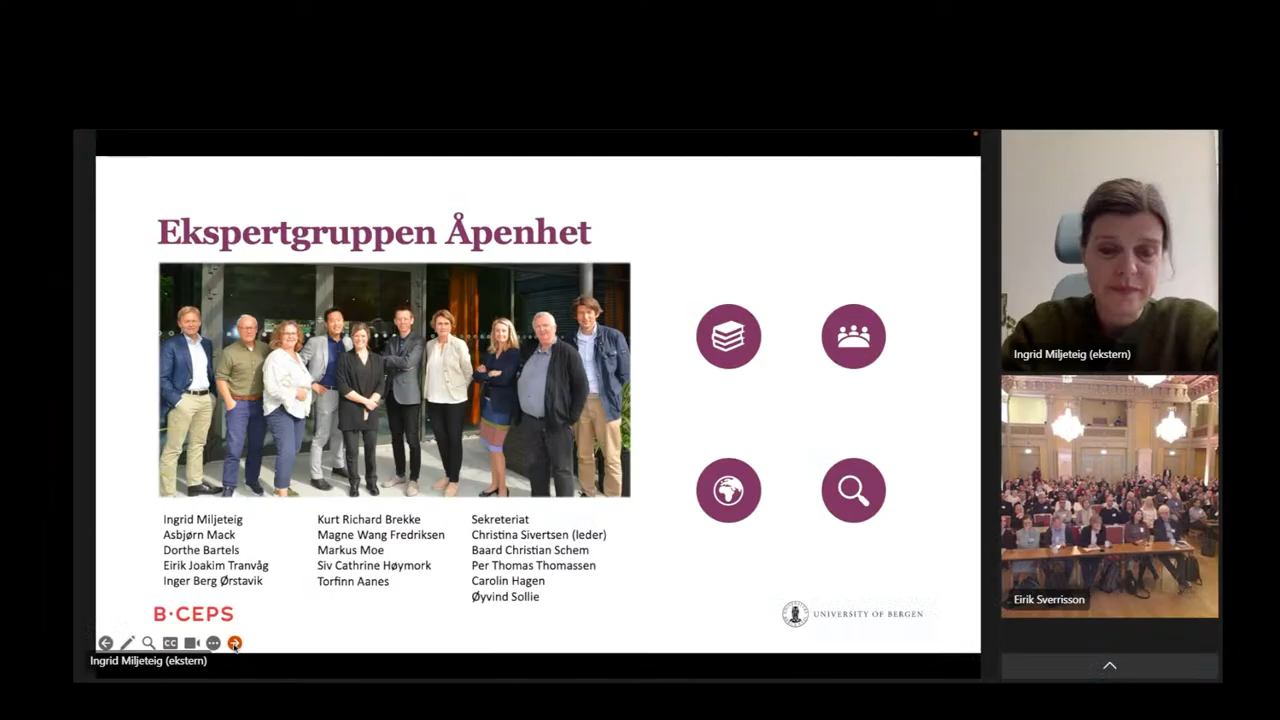 Ekspertgruppen Åpenhet
Ingrid Miljeteig
Asbjørn Mack
Dorthe Bartels
Eirik Joakim Tranvåg
Inger Berg Ørstavik
Kurt Richard Brekke
Magne Wang Fredriksen
Markus Moe
Siv Cathrine Høymork
Torfinn Aanes
Sekreteriat
Christina Sivertsen (leder)
Baard Christian Schem
Per Thomas Thomassen
Carolin Hagen
Øyvind Sollie
B·CEPS
UNIVERSITY OF BERGEN
CC
Ingrid Miljeteig (ekstern)
Ingrid Miljeteig (ekstern)
Eirik Sverrisson